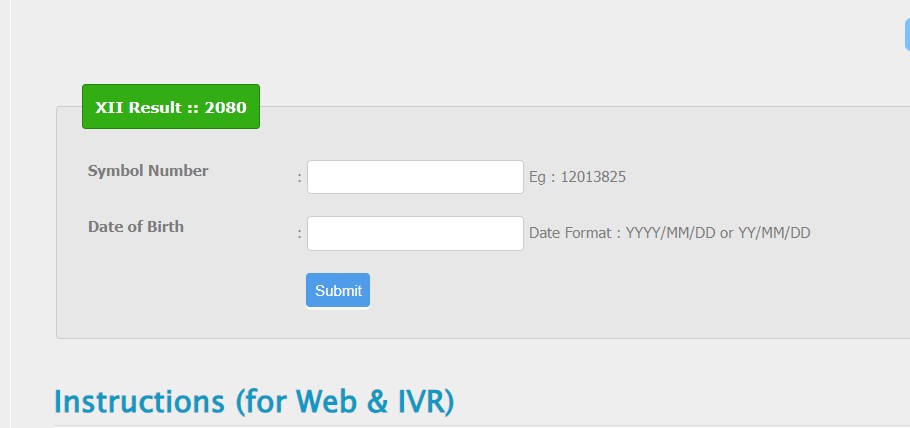 XII Result :: 2080
Symbol Number : Eg : 12013825
Date of Birth : Date Format : YYYY/MM/DD or YY/MM/DD
Submit
Instructions (for Web & IVR)